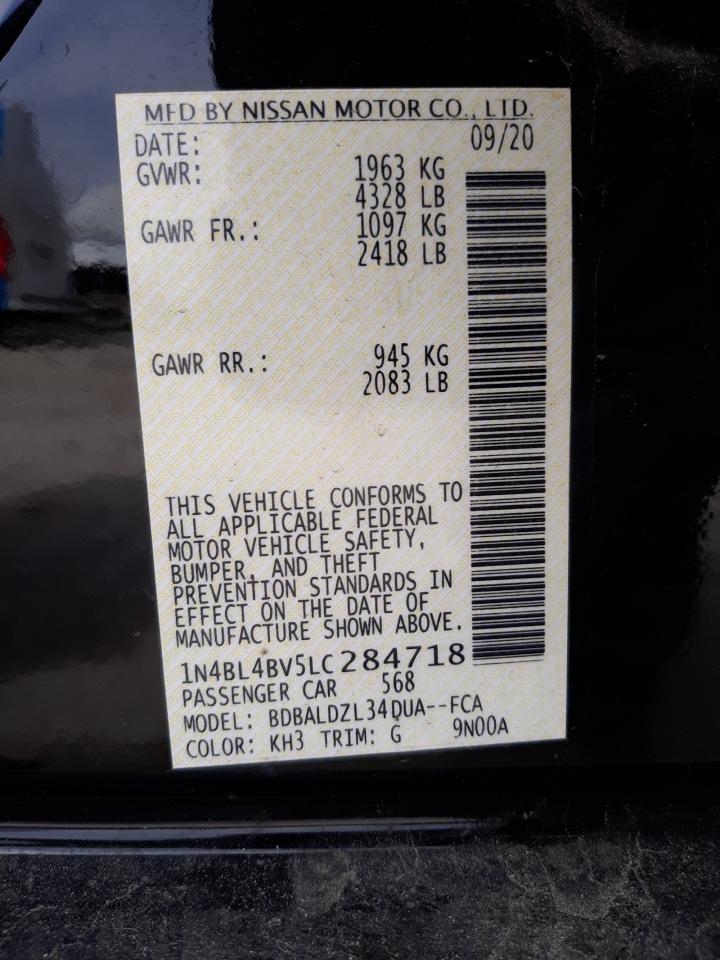 MFD BY NISSAN MOTOR CO., LTD.
DATE: 09/20
GVWR: 1963 KG
4328 LB
GAWR FR.: 1097 KG
2418 LB
GAWR RR.: 945 KG
2083 LB
THIS VEHICLE CONFORMS TO
ALL APPLICABLE FEDERAL
MOTOR VEHICLE SAFETY,
BUMPER, AND THEFT
PREVENTION STANDARDS IN
EFFECT ON THE DATE OF
MANUFACTURE SHOWN ABOVE.
1N4BL4BV5LC284718
PASSENGER CAR 568
MODEL: BDBALDZL34DUA--FCA
COLOR: KH3 TRIM: G 9N00A